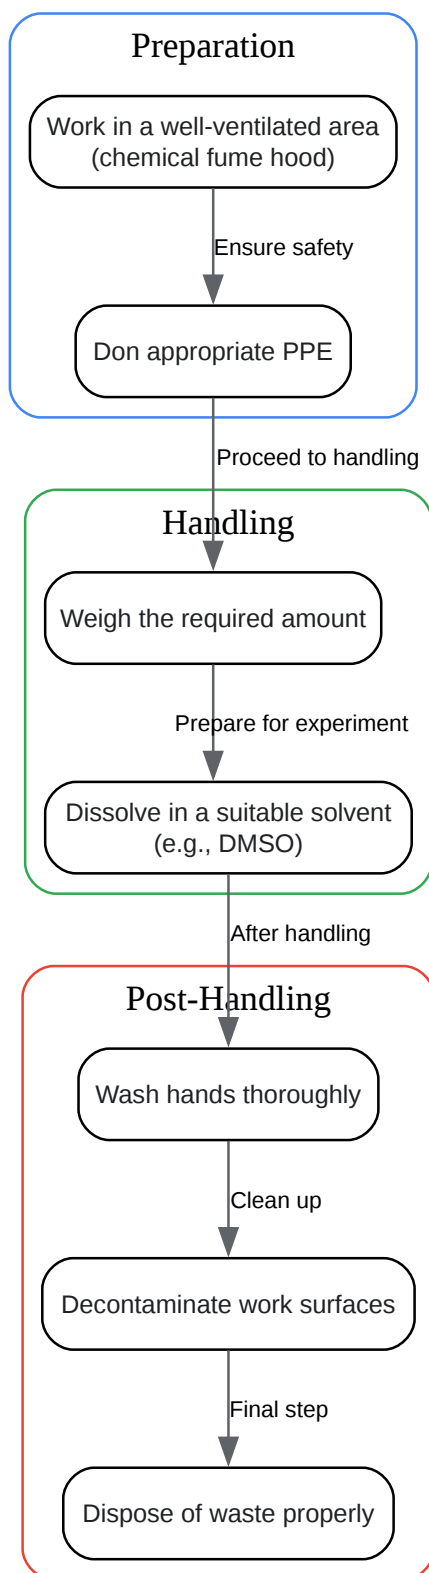 Preparation
Work in a well-ventilated area
(chemical fume hood)
Ensure safety
Don appropriate PPE
Proceed to handling
Handling
Weigh the required amount
Prepare for experiment
Dissolve in a suitable solvent
(e.g., DMSO)
After handling
Post-Handling
Wash hands thoroughly
Clean up
Decontaminate work surfaces
Final step
Dispose of waste properly